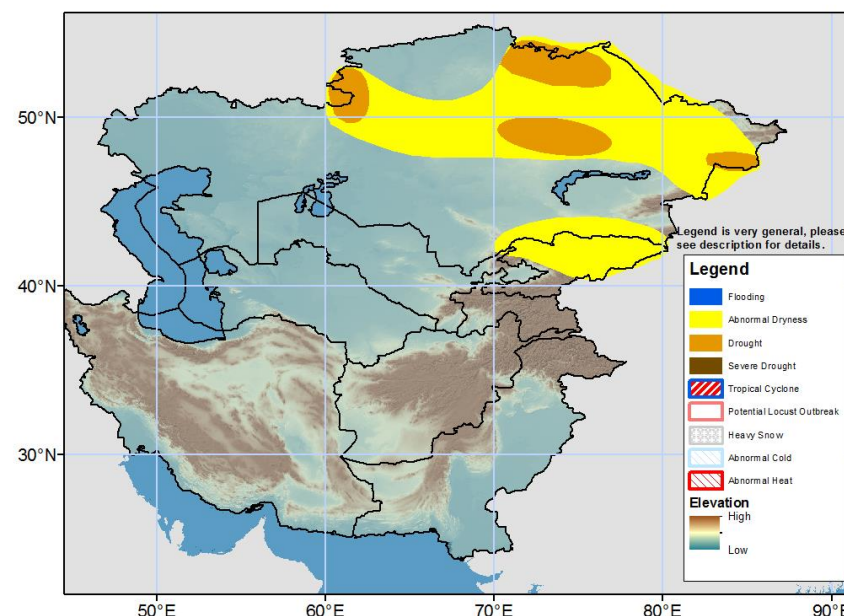 50°N
40°N
30°N
50°E
60°E
70°E
80°E
90°E
Legend is very general, please
see description for details.
Legend
Flooding
Abnormal Dryness
Drought
Severe Drought
Tropical Cyclone
Potential Locust Outbreak
Heavy Snow
Abnormal Cold
Abnormal Heat
Elevation
High
Low